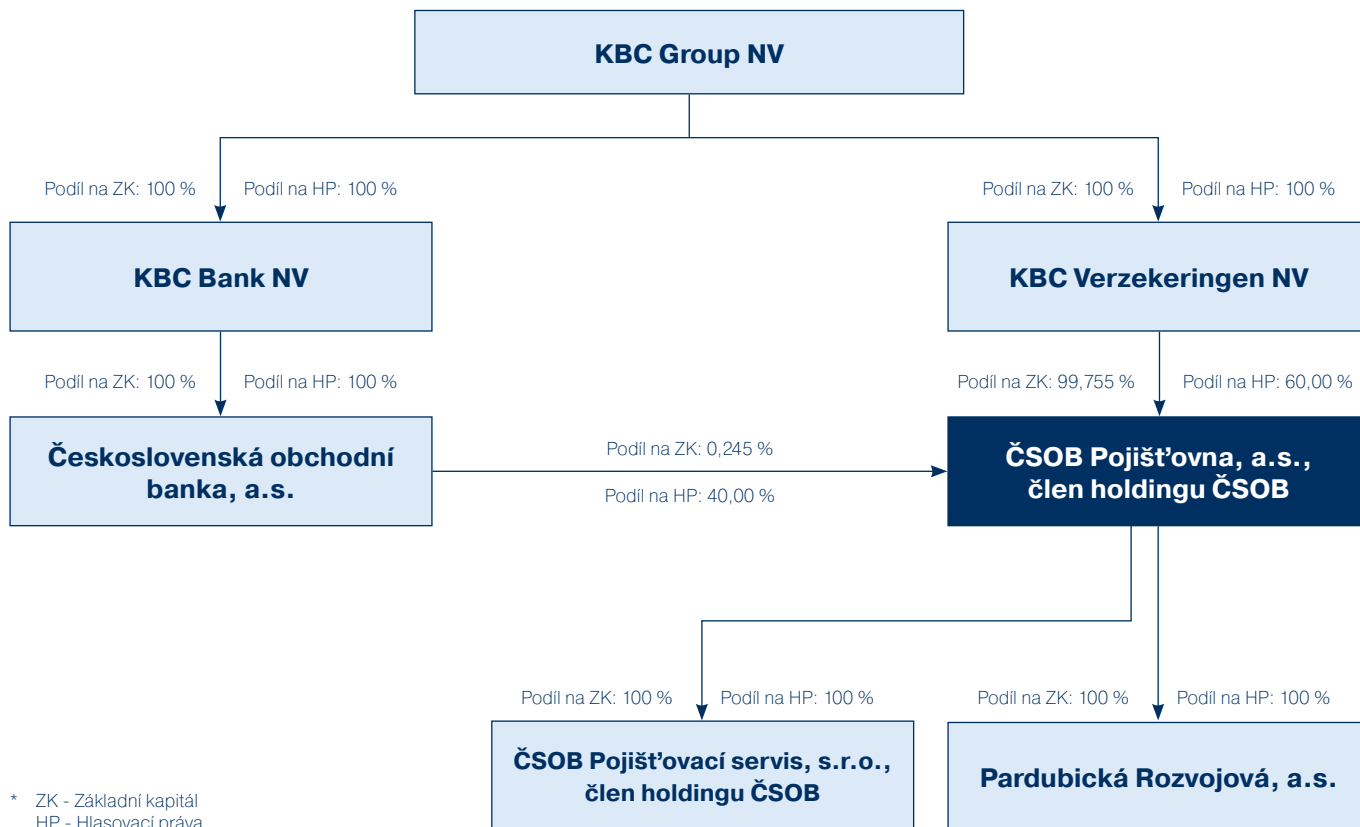 KBC Group NV
Podíl na ZK: 100 % Podíl na HP: 100 %
Podíl na ZK: 100 % Podíl na HP: 100 %
KBC Bank NV
KBC Verzekeringen NV
Podíl na ZK: 100 % Podíl na HP: 100 %
Podíl na ZK: 99,755 % Podíl na HP: 60,00 %
Československá obchodní
banka, a.s.
Podíl na ZK: 0,245 %
Podíl na HP: 40,00 %
ČSOB Pojišťovna, a.s.,
člen holdingu ČSOB
Podíl na ZK: 100 % Podíl na HP: 100 %
Podíl na ZK: 100 % Podíl na HP: 100 %
ČSOB Pojišťovací servis, s.r.o.,
člen holdingu ČSOB
Pardubická Rozvojová, a.s.
* ZK - Základní kapitál
HP - Hlasovací práva